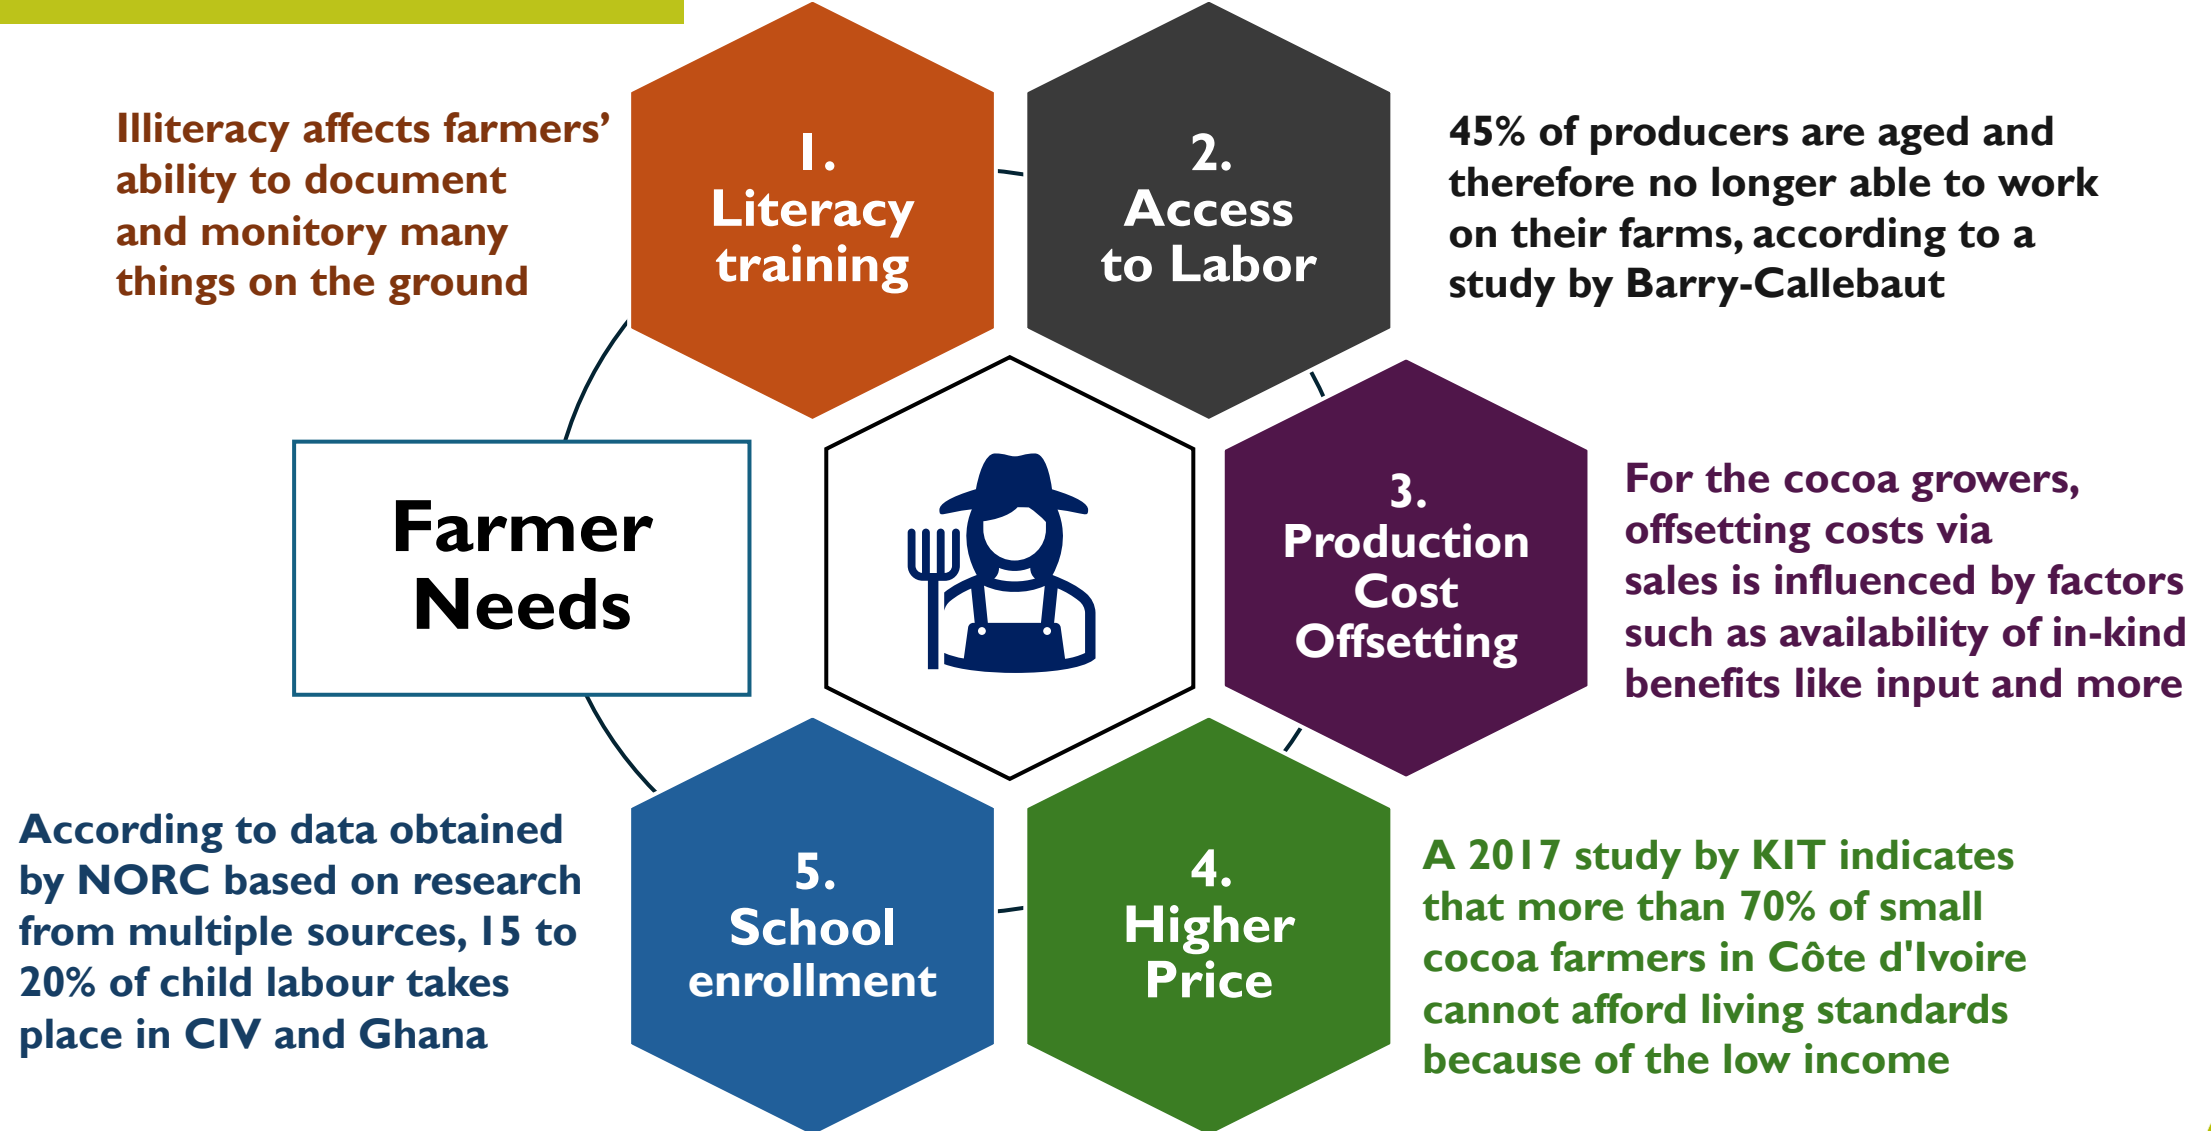 Illiteracy affects farmers’
ability to document
and monitory many
things on the ground
1.
Literacy
training
2.
Access
to Labor
45% of producers are aged and
therefore no longer able to work
on their farms, according to a
study by Barry-Callebaut
Farmer
Needs
3.
Production
Cost
Offsetting
For the cocoa growers,
offsetting costs via
sales is influenced by factors
such as availability of in-kind
benefits like input and more
According to data obtained
by NORC based on research
from multiple sources, 15 to
20% of child labour takes
place in CIV and Ghana
5.
School
enrollment
4.
Higher
Price
A 2017 study by KIT indicates
that more than 70% of small
cocoa farmers in Côte d'Ivoire
cannot afford living standards
because of the low income